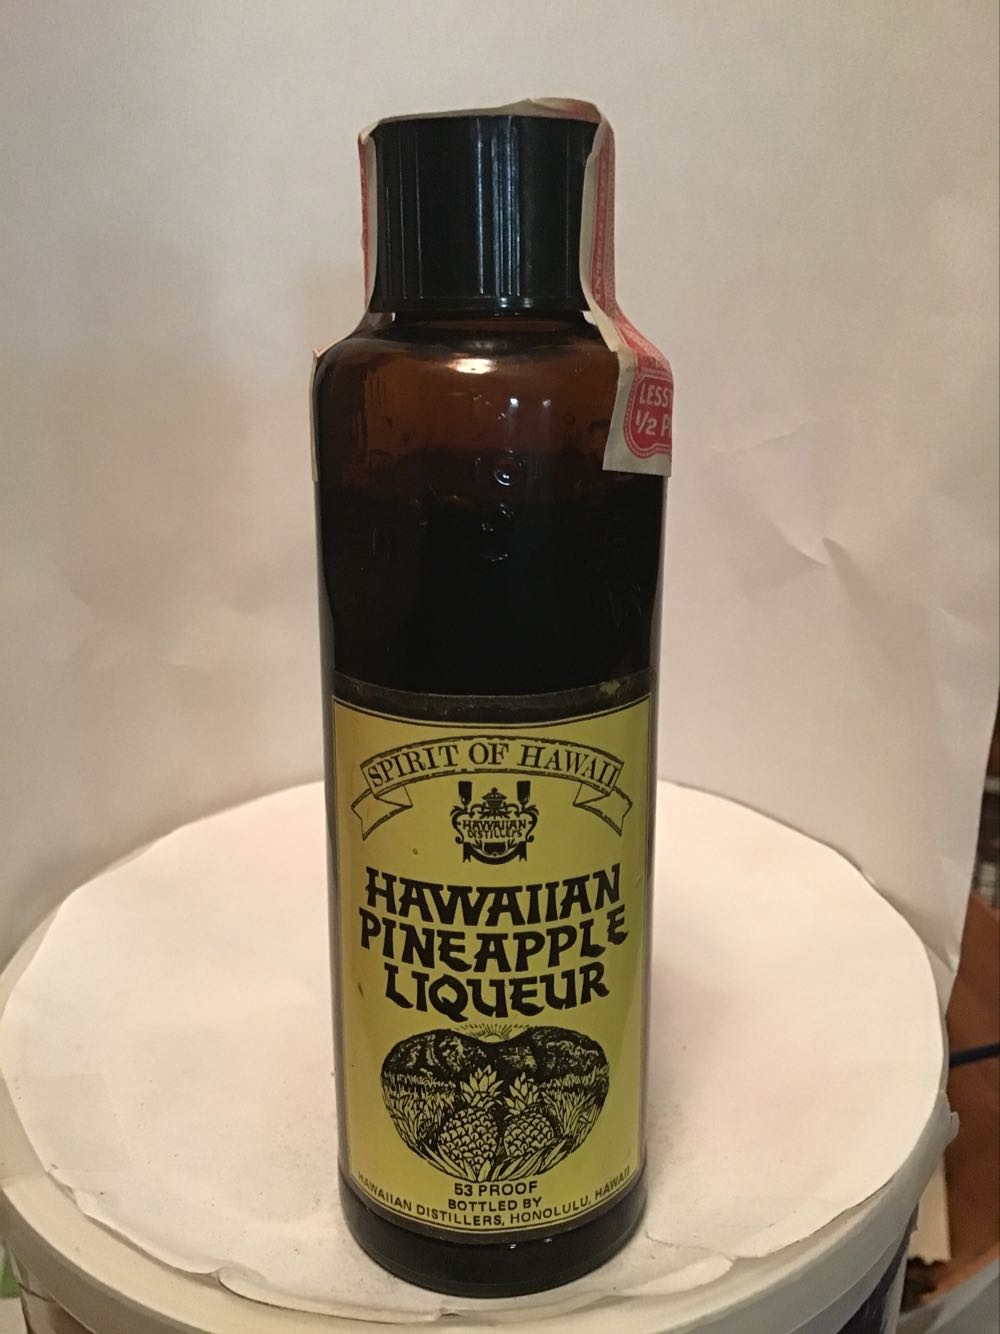 LESS
1/2 P
SPIRIT OF HAWAII
HAWAIIAN
DISTILLERS
HAWAIIAN
PINEAPPLE
LIQUEUR
53 PROOF
BOTTLED BY
HAWAIIAN DISTILLERS, HONOLULU, HAWAII